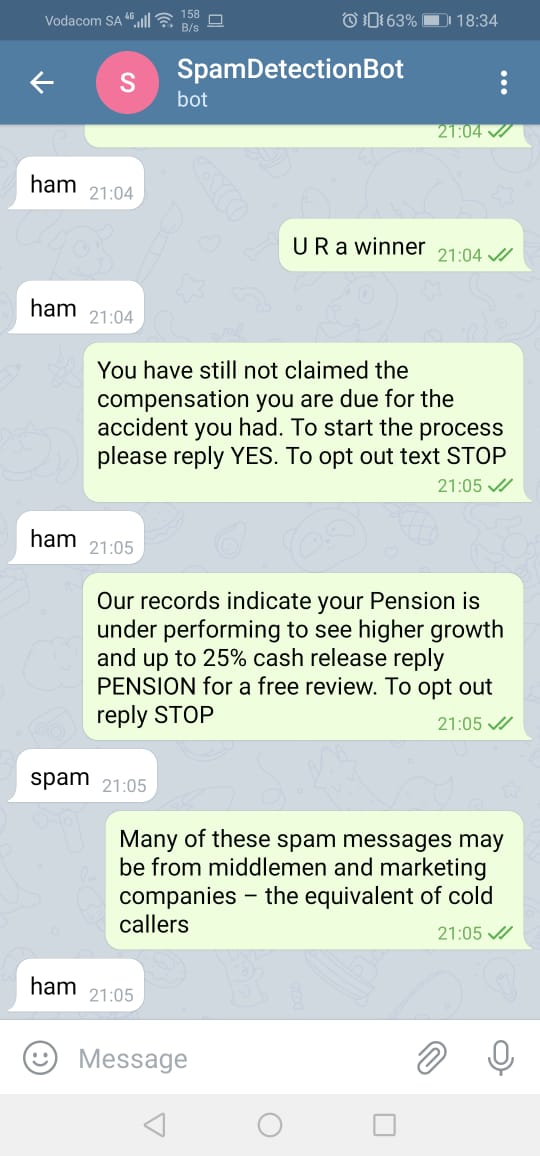 Vodacom SA 4G 158 B/s 63% 18:34
S SpamDetectionBot
bot
21:04
ham 21:04
U R a winner 21:04
ham 21:04
You have still not claimed the
compensation you are due for the
accident you had. To start the process
please reply YES. To opt out text STOP
21:05
ham 21:05
Our records indicate your Pension is
under performing to see higher growth
and up to 25% cash release reply
PENSION for a free review. To opt out
reply STOP 21:05
spam 21:05
Many of these spam messages may
be from middlemen and marketing
companies – the equivalent of cold
callers 21:05
ham 21:05
Message